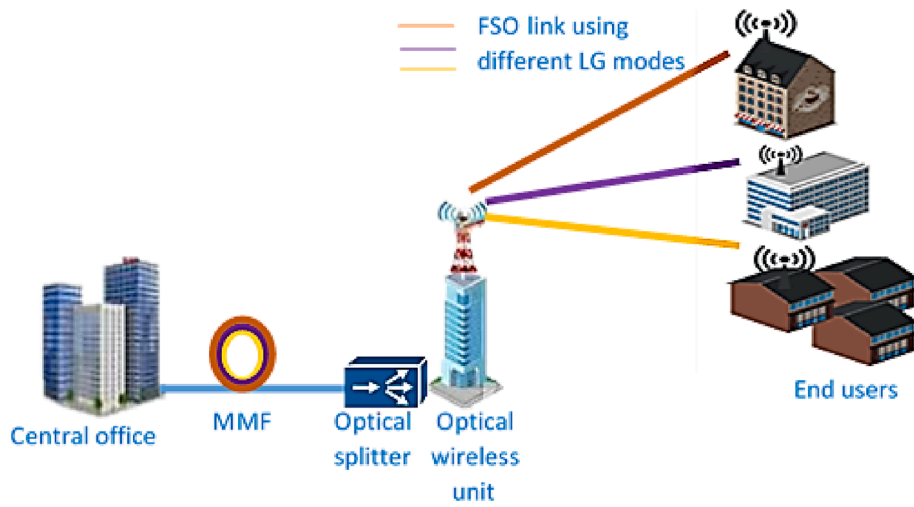 FSO link using
different LG modes
End users
Central office
MMF
Optical
splitter
Optical
wireless
unit